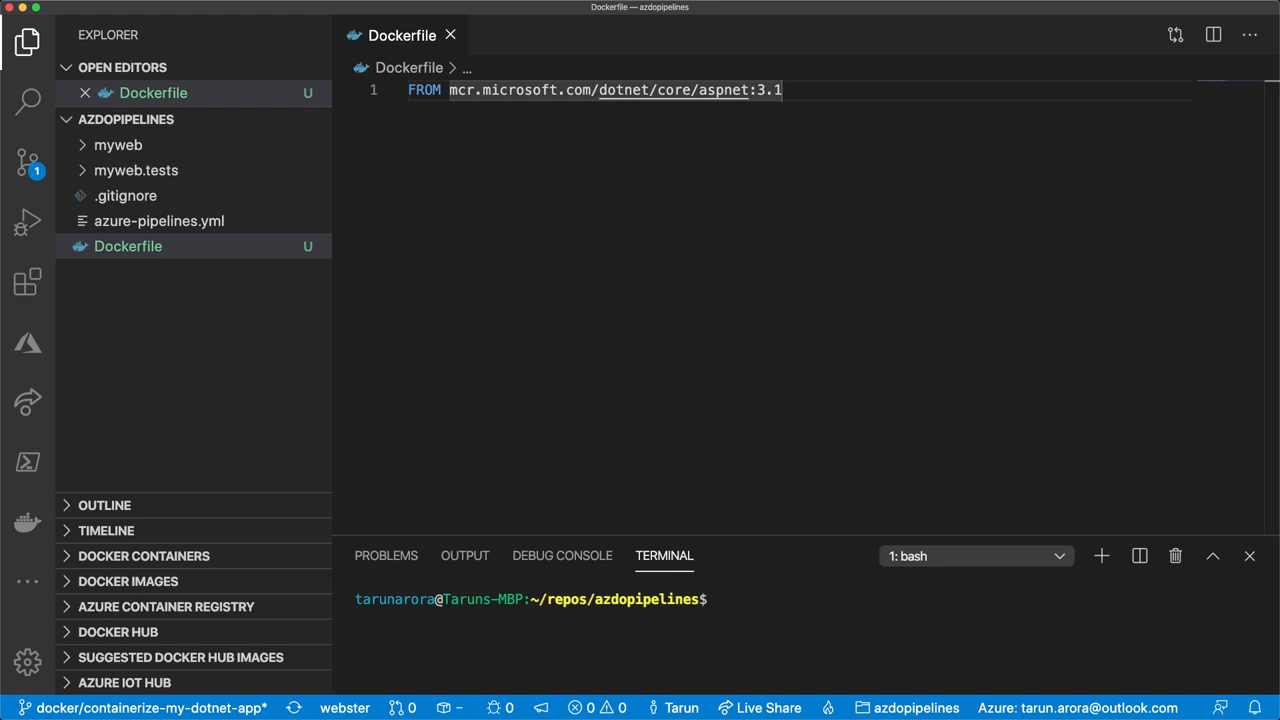 Dockerfile — azdopipelines
EXPLORER
OPEN EDITORS
Dockerfile U
AZDOPIPELINES
myweb
myweb.tests
.gitignore
azure-pipelines.yml
Dockerfile U
1
OUTLINE
TIMELINE
DOCKER CONTAINERS
DOCKER IMAGES
AZURE CONTAINER REGISTRY
DOCKER HUB
SUGGESTED DOCKER HUB IMAGES
AZURE IOT HUB
Dockerfile
Dockerfile > ...
1 FROM mcr.microsoft.com/dotnet/core/aspnet:3.1
PROBLEMS OUTPUT DEBUG CONSOLE TERMINAL 1: bash
tarunarora@Taruns-MBP:~/repos/azdopipelines$
docker/containerize-my-dotnet-app* webster 0 – 0 0 0 Tarun Live Share azdopipelines Azure: tarun.arora@outlook.com